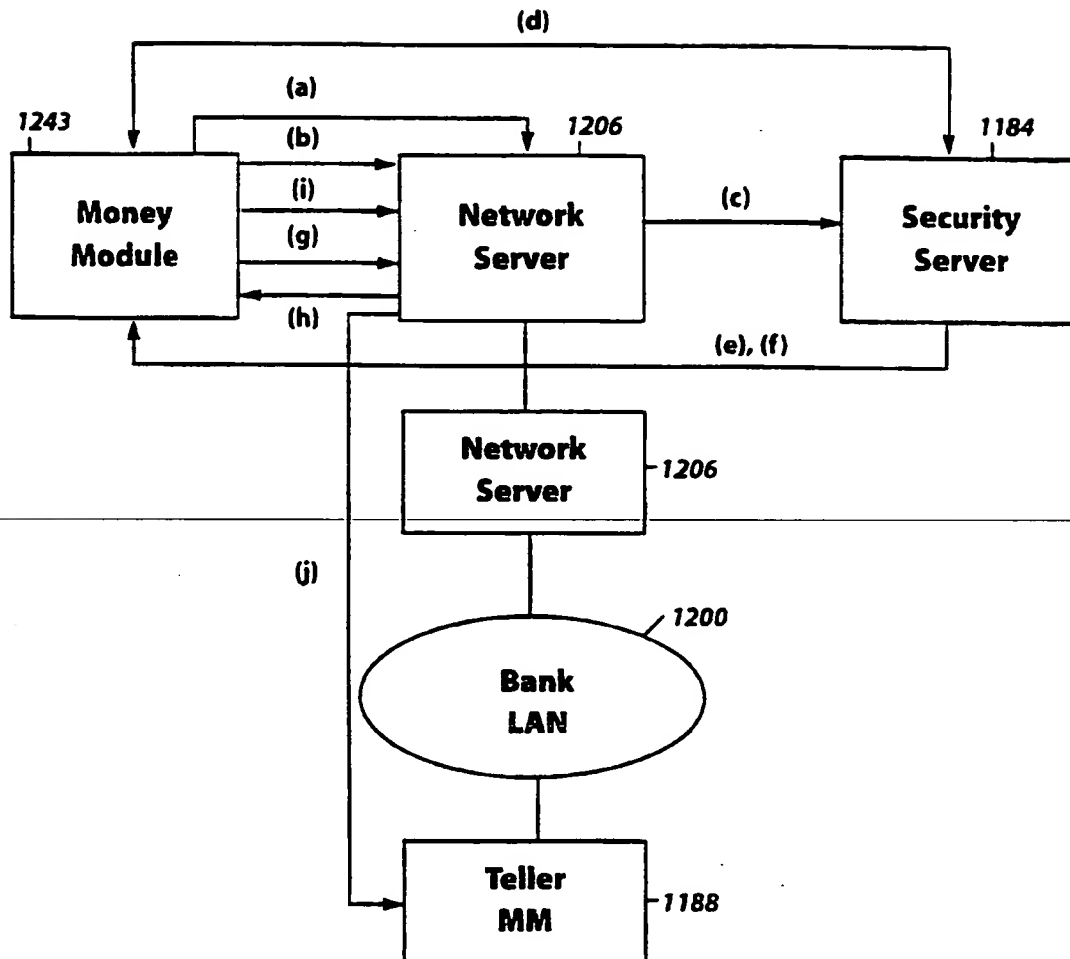 (d)
(a)
1243
1206
1184
(b)
(c)
(i)
Money
Module
Network
Server
Security
Server
(g)
(h)
(e), (f)
Network
Server
1206
(j)
1200
Bank
LAN
Teller
MM
1188